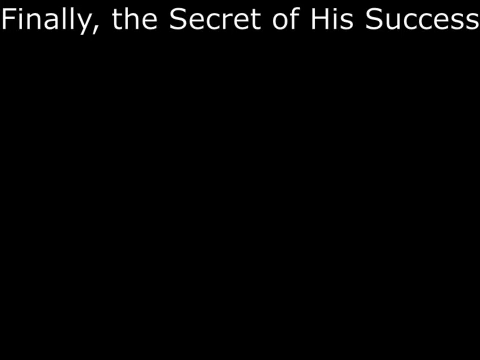 Finally, the Secret of His Success